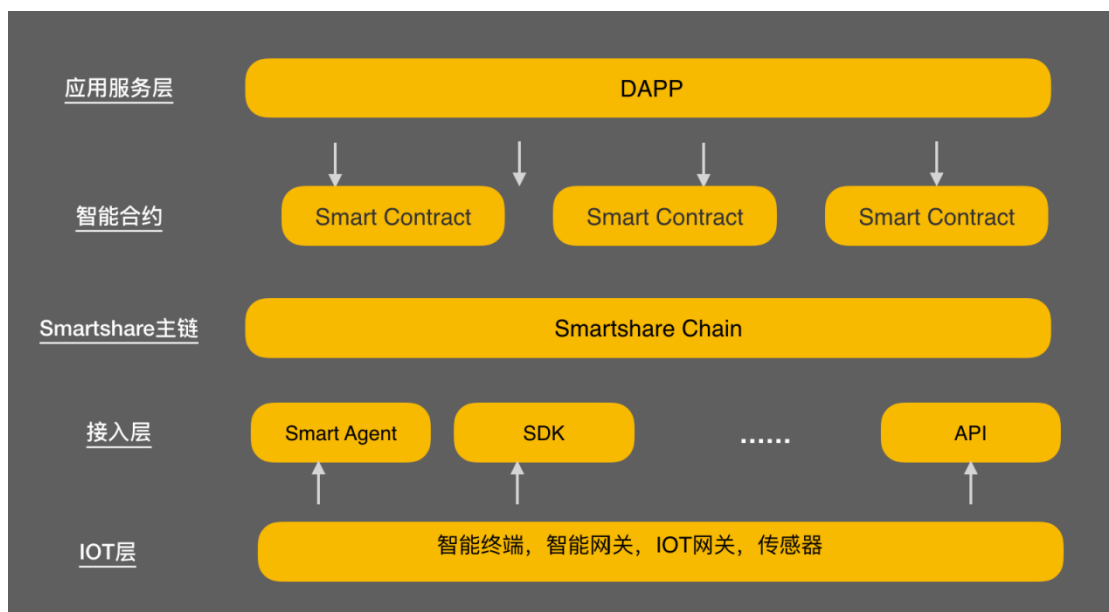 应用服务层
DAPP
智能合约
Smart Contract
Smart Contract
Smart Contract
Smartshare主链
Smartshare Chain
接入层
Smart Agent
SDK
......
API
IOT层
智能终端，智能网关，IOT网关，传感器